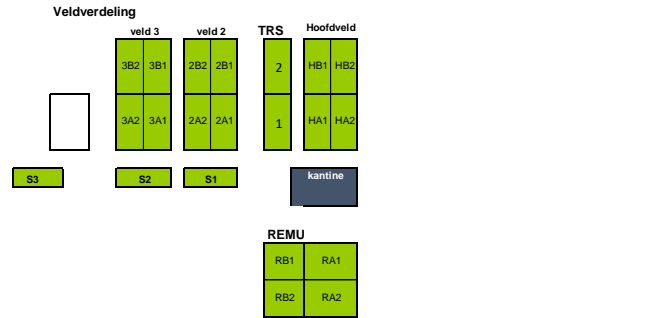 Veldverdeling
veld 3 veld 2 TRS Hoofdveld
3B2 3B1 2B2 2B1 2 HB1 HB2
3A2 3A1 2A2 2A1 1 HA1 HA2
S3 S2 S1 kantine
REMU
RB1 RA1
RB2 RA2